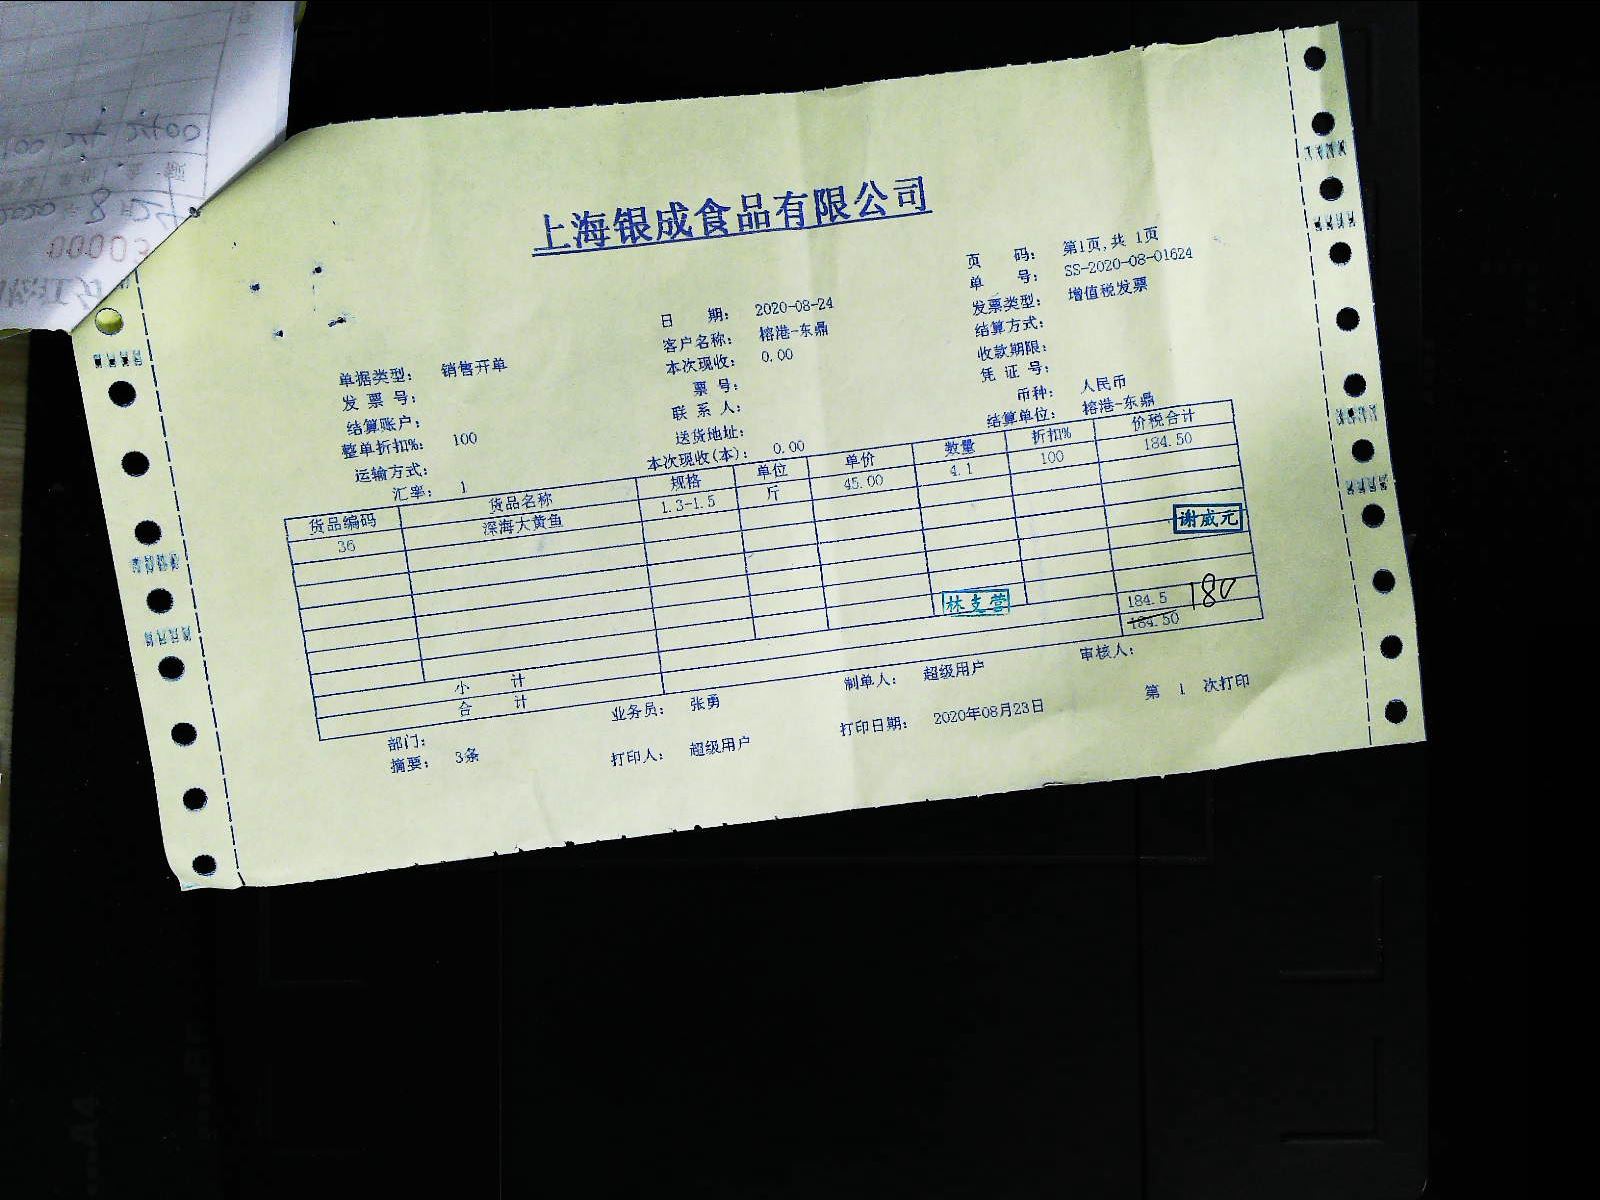 上海银成食品有限公司
页 码: 第1页,共 1页
单 号: SS-2020-08-01624
日 期: 2020-08-24
发票类型: 增值税发票
客户名称: 榕港-东鼎
结算方式:
单据类型: 销售开单
本次现收: 0.00
收款期限:
发 票 号:
票 号:
凭 证 号:
结算账户:
联 系 人:
币种: 人民币
整单折扣%: 100
送货地址:
结算单位: 榕港-东鼎
运输方式:
本次现收(本): 0.00
汇率: 1
货品编码 货品名称 规格 单位 单价 数量 折扣% 价税合计
36 深海大黄鱼 1.3-1.5 斤 45.00 4.1 100 184.50
谢威元
林支营
小 计 184.5 180
合 计 184.50
部门: 业务员: 张勇 制单人: 超级用户 审核人:
摘要: 3条 打印人: 超级用户 打印日期: 2020年08月23日 第 1 次打印